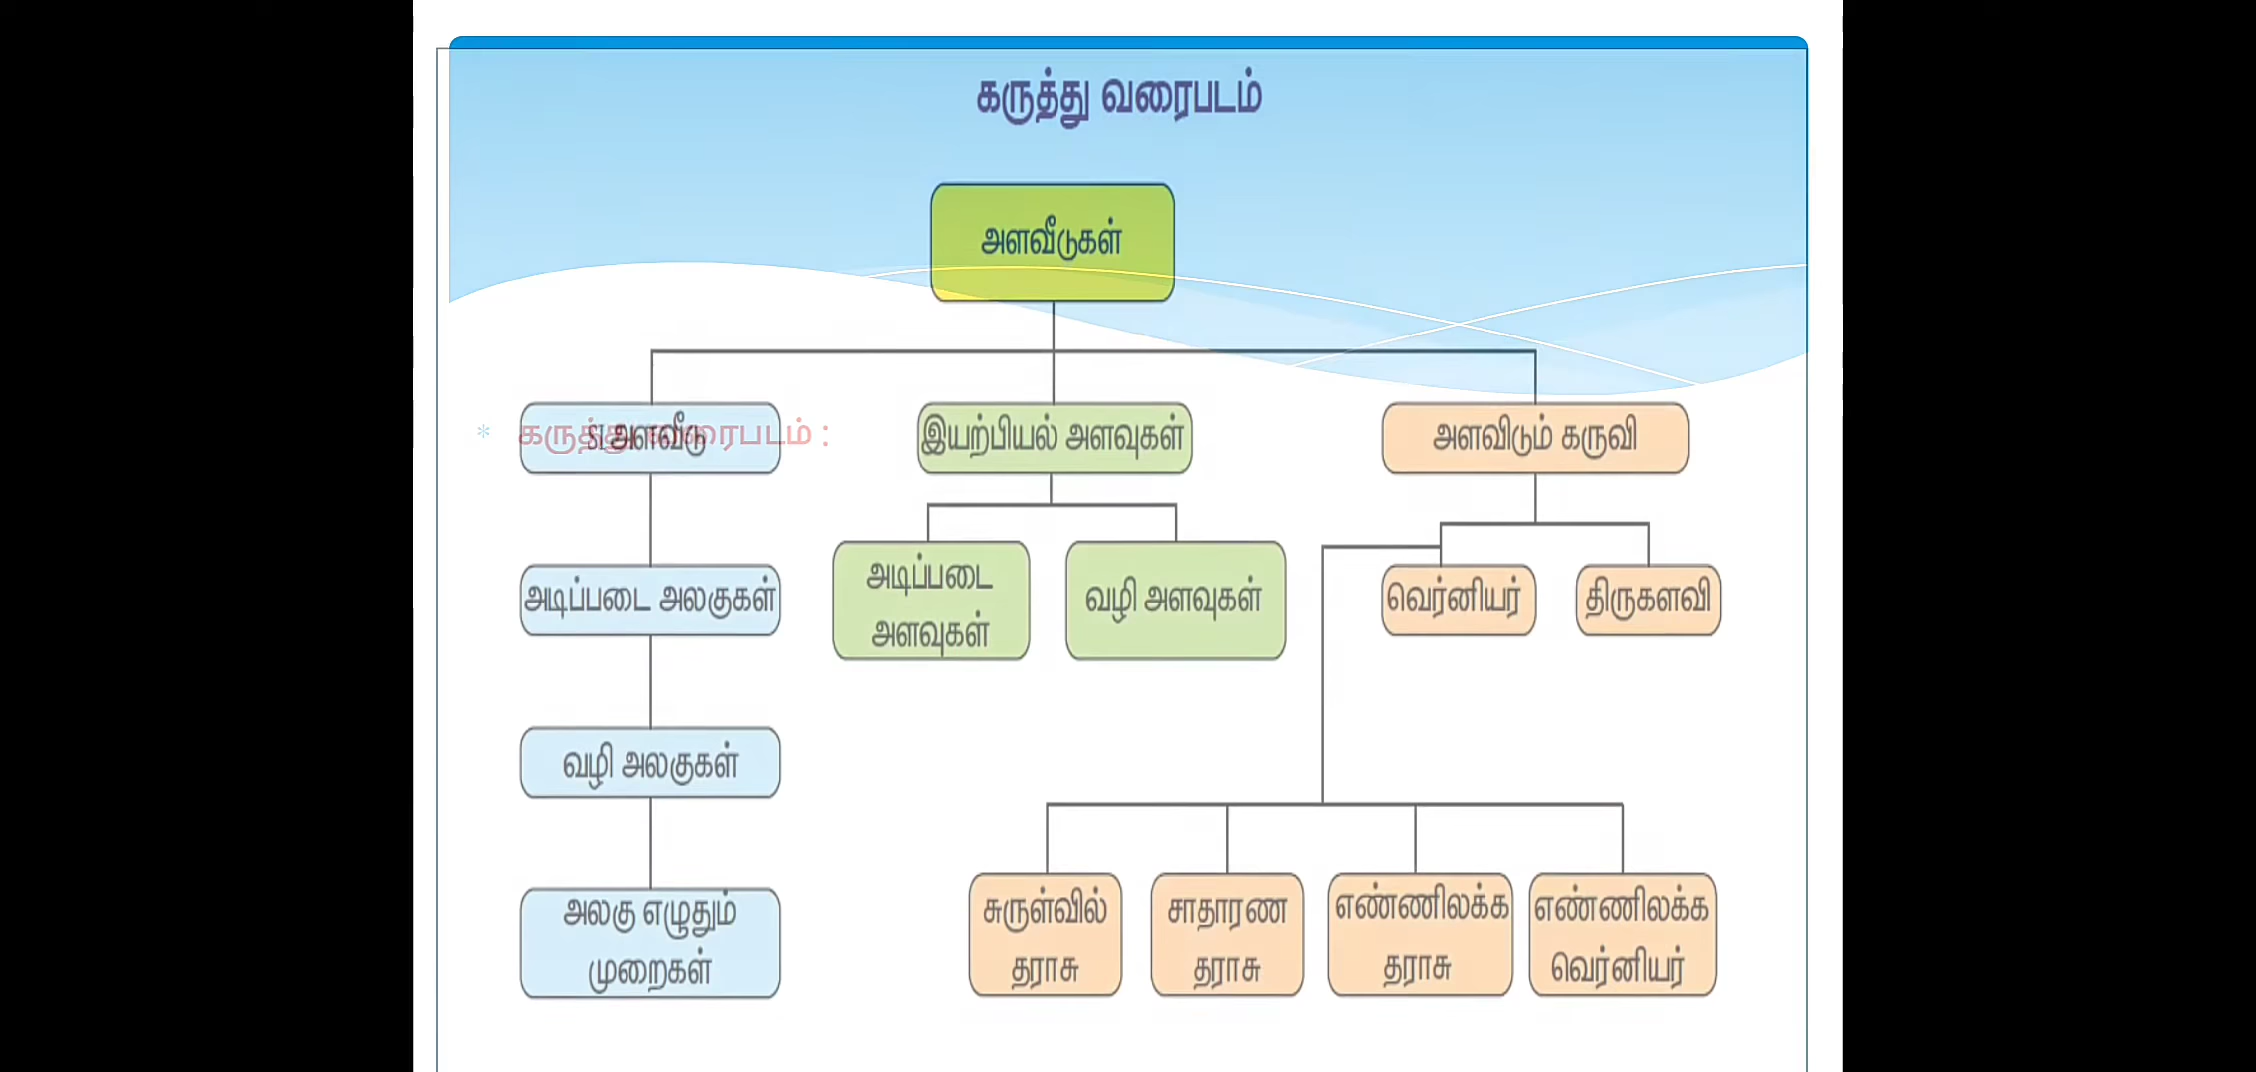 கருத்து வரைபடம்
அளவீடுகள்
* கருத்து வரைபடம் :
SI அளவீடு
இயற்பியல் அளவுகள்
அளவிடும் கருவி
அடிப்படை அலகுகள்
அடிப்படை
அளவுகள்
வழி அளவுகள்
வெர்னியர்
திருகளவி
வழி அலகுகள்
அலகு எழுதும்
முறைகள்
சுருள்வில்
தராசு
சாதாரண
தராசு
எண்ணிலக்க
தராசு
எண்ணிலக்க
வெர்னியர்